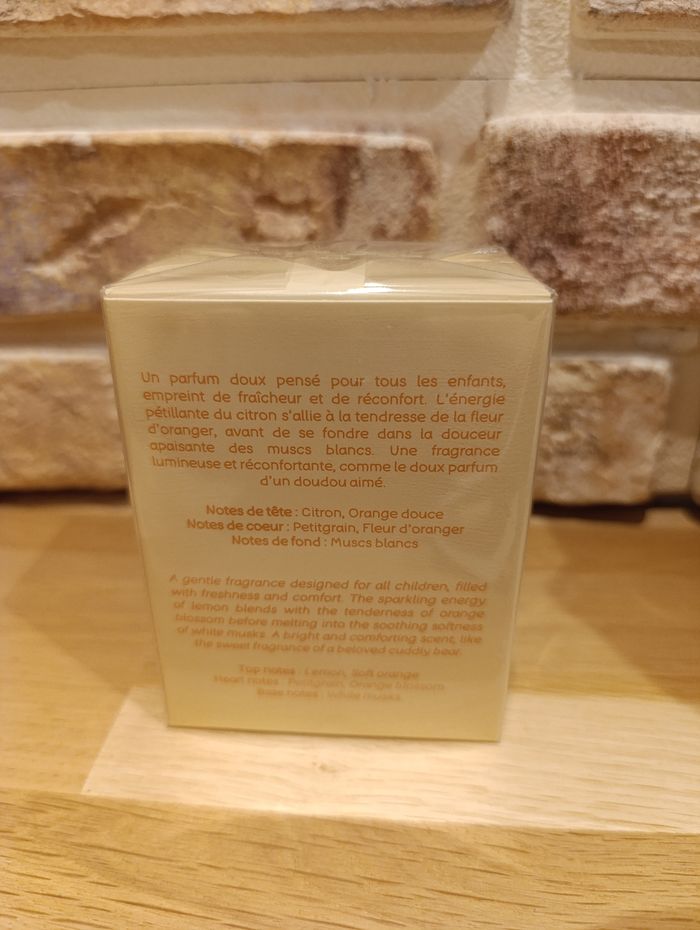 Un parfum doux pensé pour tous les enfants,
empreint de fraîcheur et de réconfort. L'énergie
pétillante du citron s'allie à la tendresse de la fleur
d'oranger, avant de se fondre dans la douceur
apaisante des muscs blancs. Une fragrance
lumineuse et réconfortante, comme le doux parfum
d'un doudou aimé.
Notes de tête : Citron, Orange douce
Notes de coeur : Petitgrain, Fleur d'oranger
Notes de fond : Muscs blancs
A gentle fragrance designed for all children, filled
with freshness and comfort. The sparkling energy
of lemon blends with the tenderness of orange
blossom before melting into the soothing softness
of white musks. A bright and comforting scent, like
the sweet fragrance of a beloved cuddly bear.
Top notes : Lemon, Soft orange
Heart notes : Petitgrain, Orange blossom
Base notes : White musks